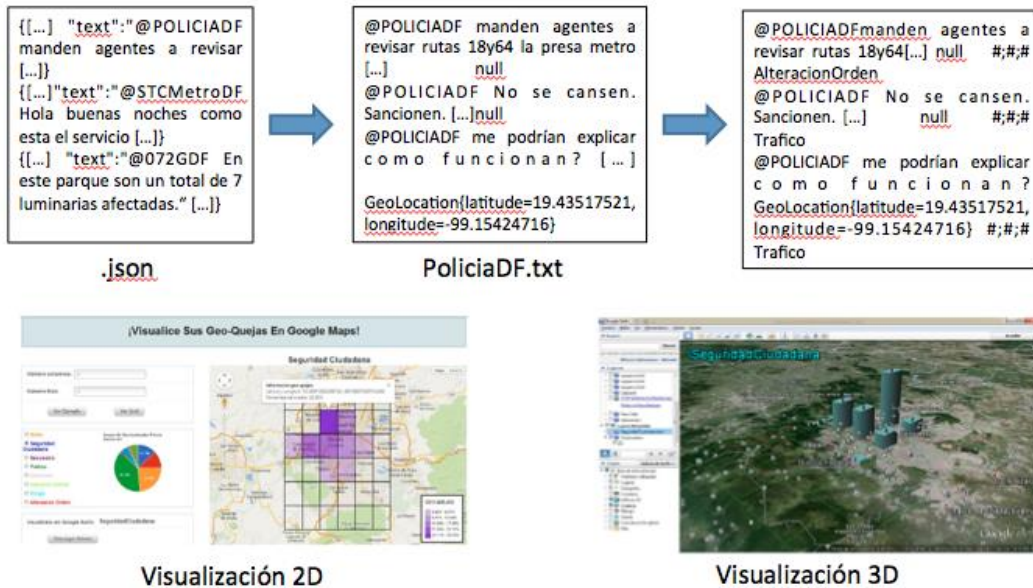 {[...] "text":"@POLICIADF
manden agentes a revisar
[...]}
{[...]"text":"@STCMetroDF
Hola buenas noches como
esta el servicio [...]}
{[...] "text":"@072GDF En
este parque son un total de 7
luminarias afectadas." [...]}
.json
@POLICIADF manden agentes a
revisar rutas 18y64 la presa metro
[...] null
@POLICIADF No se cansen.
Sancionen. [...]null
@POLICIADF me podrían explicar
como funcionan? [...]
GeoLocation{latitude=19.43517521,
longitude=-99.15424716}
PoliciaDF.txt
@POLICIADFmanden agentes a
revisar rutas 18y64[...] null #;#;#
AlteracionOrden
@POLICIADF No se cansen.
Sancionen. [...] null #;#;#
Trafico
@POLICIADF me podrían explicar
como funcionan?
GeoLocation{latitude=19.43517521,
longitude=-99.15424716} #;#;#
Trafico
¡Visualice Sus Geo-Quejas En Google Maps!
Seguridad Ciudadana
Visualización 2D
SeguridadCiudadana
Visualización 3D